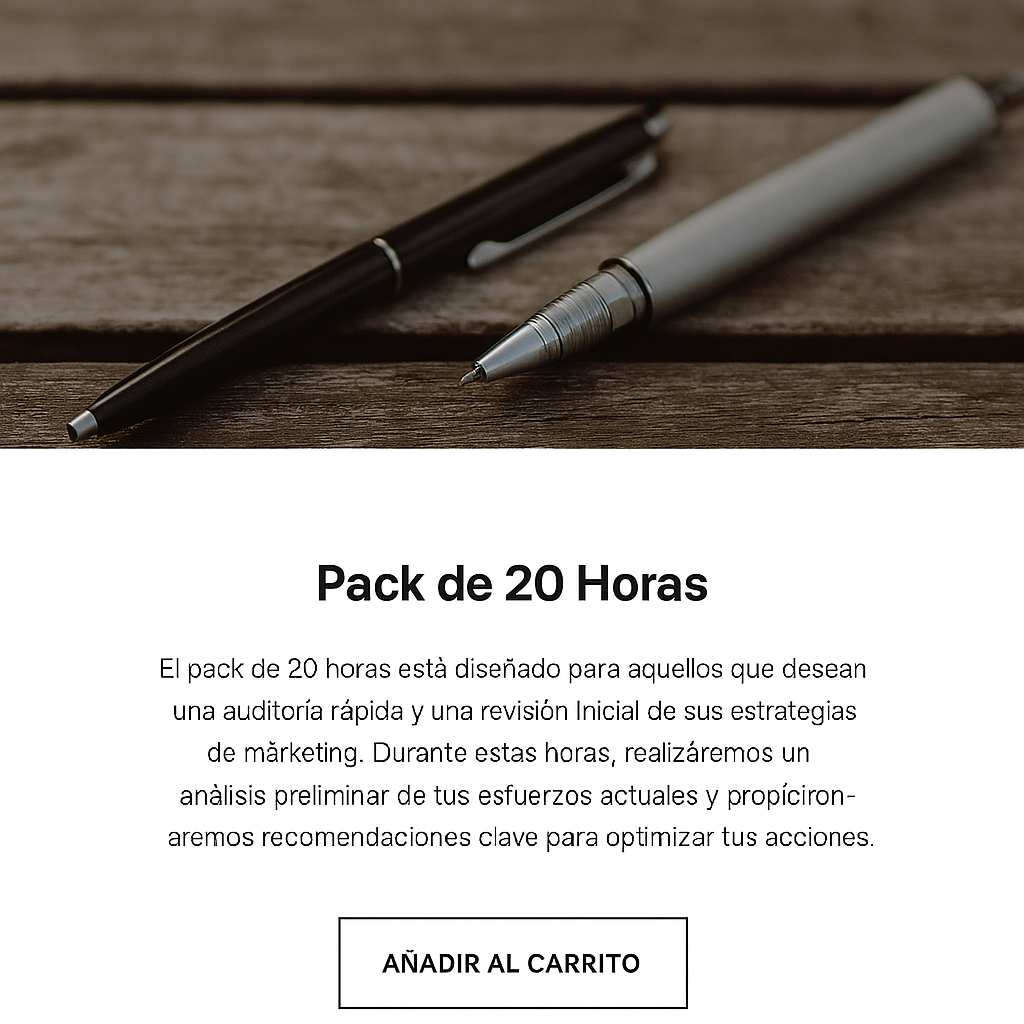 Pack de 20 Horas
El pack de 20 horas està diseñado para aquellos que desean
una auditoría rápida y una revisión Inicial de sus estrategias
de mărketing. Durante estas horas, realizáremos un
anàlisis preliminar de tus esfuerzos actuales y propíciron-
aremos recomendaciones clave para optimizar tus acciones.
AÑADIR AL CARRITO